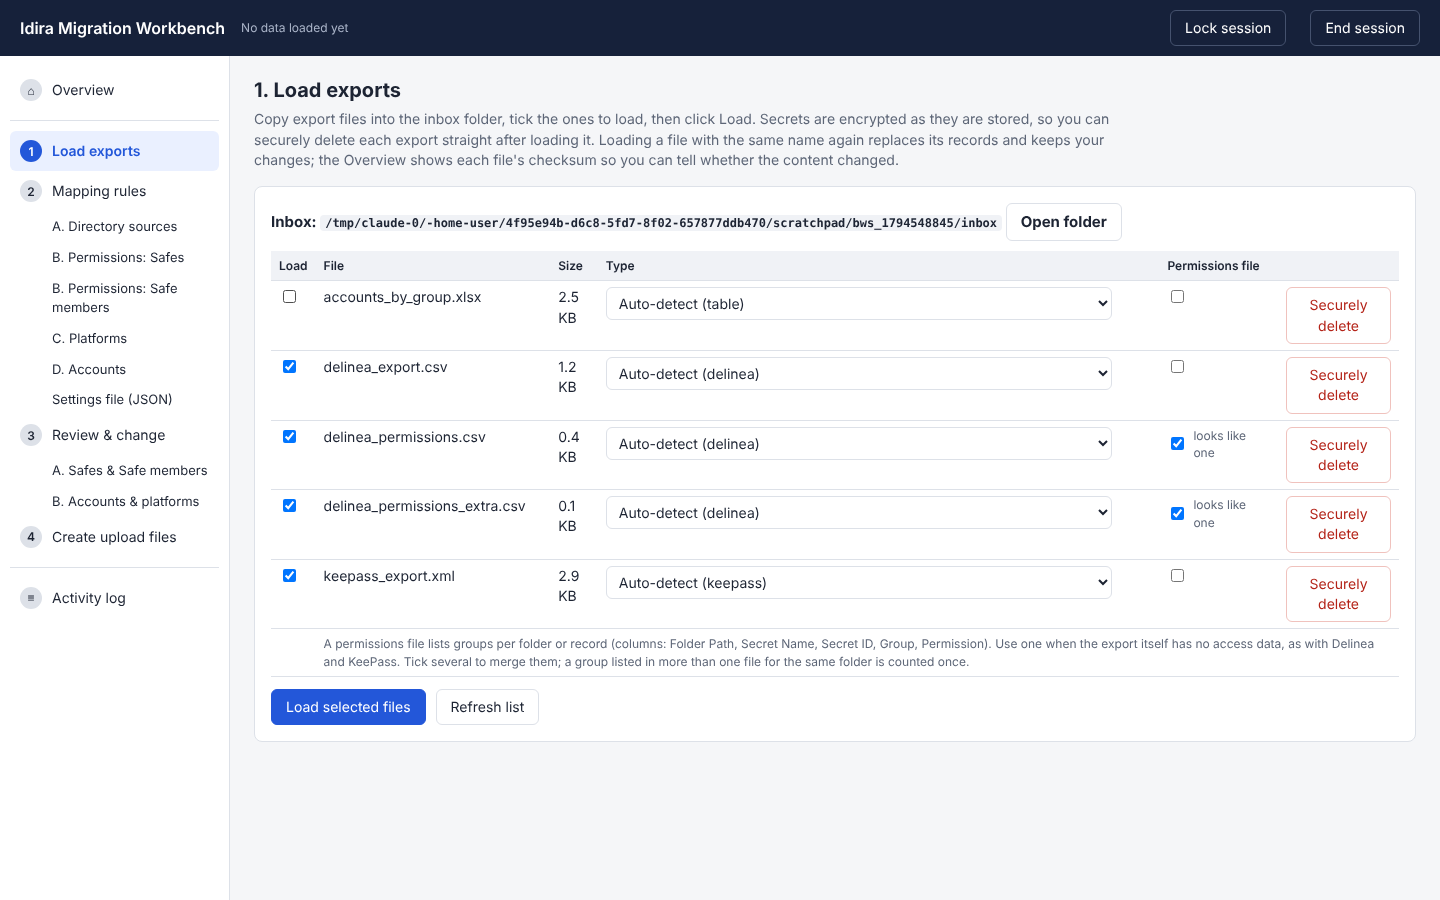 Idira Migration Workbench
No data loaded yet
Lock session
End session
Overview
1 Load exports
2 Mapping rules
A. Directory sources
B. Permissions: Safes
B. Permissions: Safe
members
C. Platforms
D. Accounts
Settings file (JSON)
3 Review & change
A. Safes & Safe members
B. Accounts & platforms
4 Create upload files
Activity log
1. Load exports
Copy export files into the inbox folder, tick the ones to load, then click Load. Secrets are encrypted as they are stored, so you can
securely delete each export straight after loading it. Loading a file with the same name again replaces its records and keeps your
changes; the Overview shows each file's checksum so you can tell whether the content changed.
Inbox: /tmp/claude-0/-home-user/4f95e94b-d6c8-5fd7-8f02-657877ddb470/scratchpad/bws_1794548845/inbox Open folder
Load File Size Type Permissions file
accounts_by_group.xlsx 2.5 KB Auto-detect (table) Securely delete
delinea_export.csv 1.2 KB Auto-detect (delinea) Securely delete
delinea_permissions.csv 0.4 KB Auto-detect (delinea) looks like one Securely delete
delinea_permissions_extra.csv 0.1 KB Auto-detect (delinea) looks like one Securely delete
keepass_export.xml 2.9 KB Auto-detect (keepass) Securely delete
A permissions file lists groups per folder or record (columns: Folder Path, Secret Name, Secret ID, Group, Permission). Use one when the export itself has no access data, as with Delinea
and KeePass. Tick several to merge them; a group listed in more than one file for the same folder is counted once.
Load selected files
Refresh list